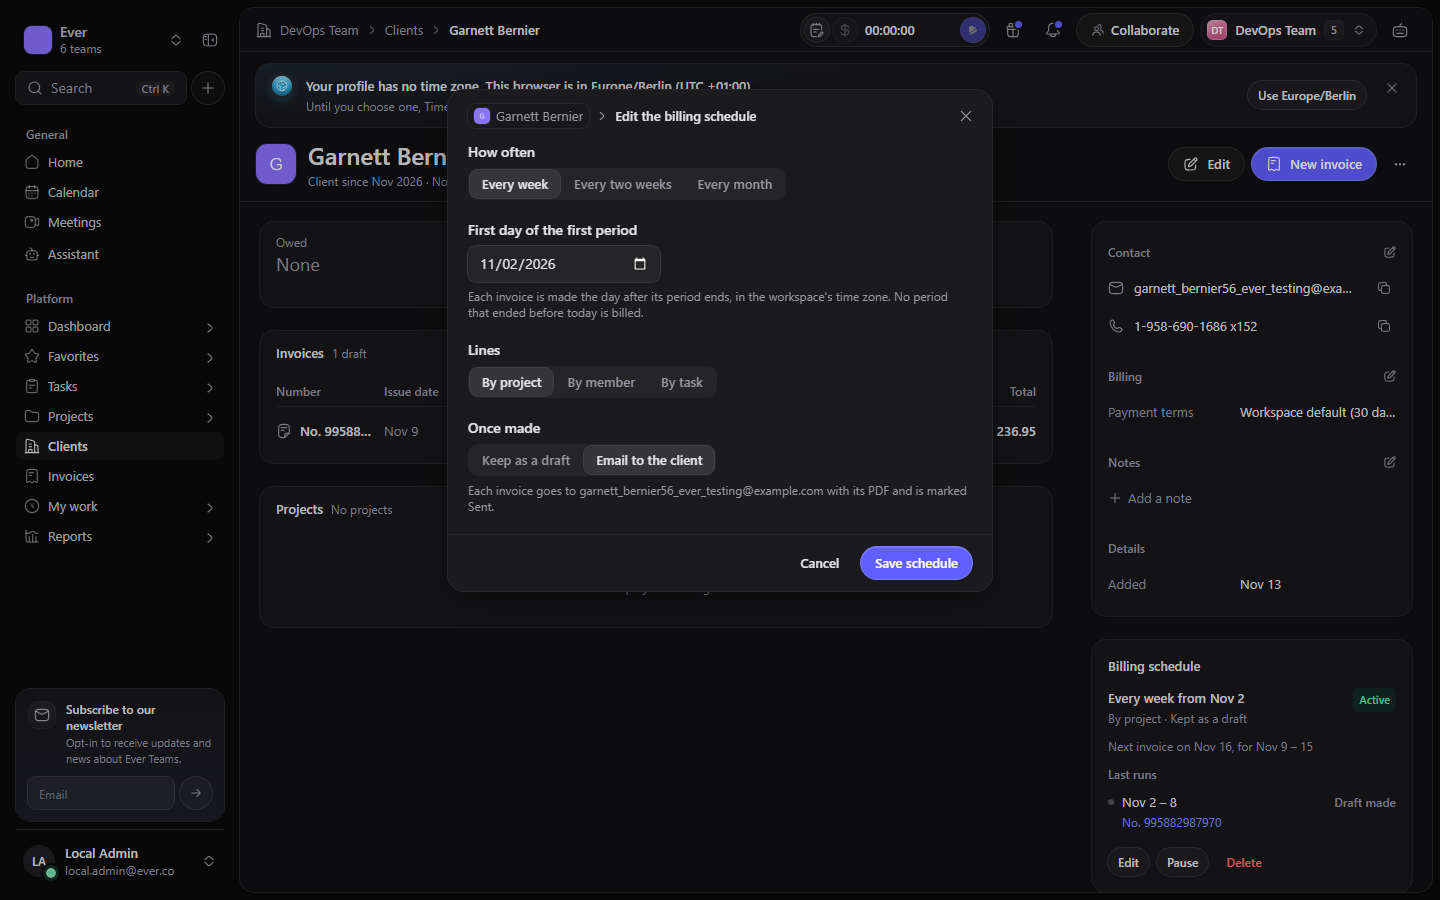 Ever
6 teams
Search
Ctrl K
General
Home
Calendar
Meetings
Assistant
Platform
Dashboard
Favorites
Tasks
Projects
Clients
Invoices
My work
Reports
Subscribe to our
newsletter
Opt-in to receive updates and
news about Ever Teams.
Email
LA
Local Admin
local.admin@ever.co
DevOps Team
Clients
Garnett Bernier
$ 00:00:00
Collaborate
DT DevOps Team 5
Your profile has no time zone. This browser is in Europe/Berlin (UTC +01:00)
Until you choose one, Time
Use Europe/Berlin
G
Garnett Bern
Client since Nov 2026 · No
Edit
New invoice
Owed
None
Invoices 1 draft
Number Issue date Total
No. 99588... Nov 9 236.95
Projects No projects
G Garnett Bernier
Edit the billing schedule
How often
Every week Every two weeks Every month
First day of the first period
11/02/2026
Each invoice is made the day after its period ends, in the workspace's time zone. No period
that ended before today is billed.
Lines
By project By member By task
Once made
Keep as a draft Email to the client
Each invoice goes to garnett_bernier56_ever_testing@example.com with its PDF and is marked
Sent.
Cancel Save schedule
Contact
garnett_bernier56_ever_testing@exa...
1-958-690-1686 x152
Billing
Payment terms Workspace default (30 da...
Notes
Add a note
Details
Added Nov 13
Billing schedule
Every week from Nov 2 Active
By project · Kept as a draft
Next invoice on Nov 16, for Nov 9 – 15
Last runs
Nov 2 – 8 Draft made
No. 995882987970
Edit Pause Delete